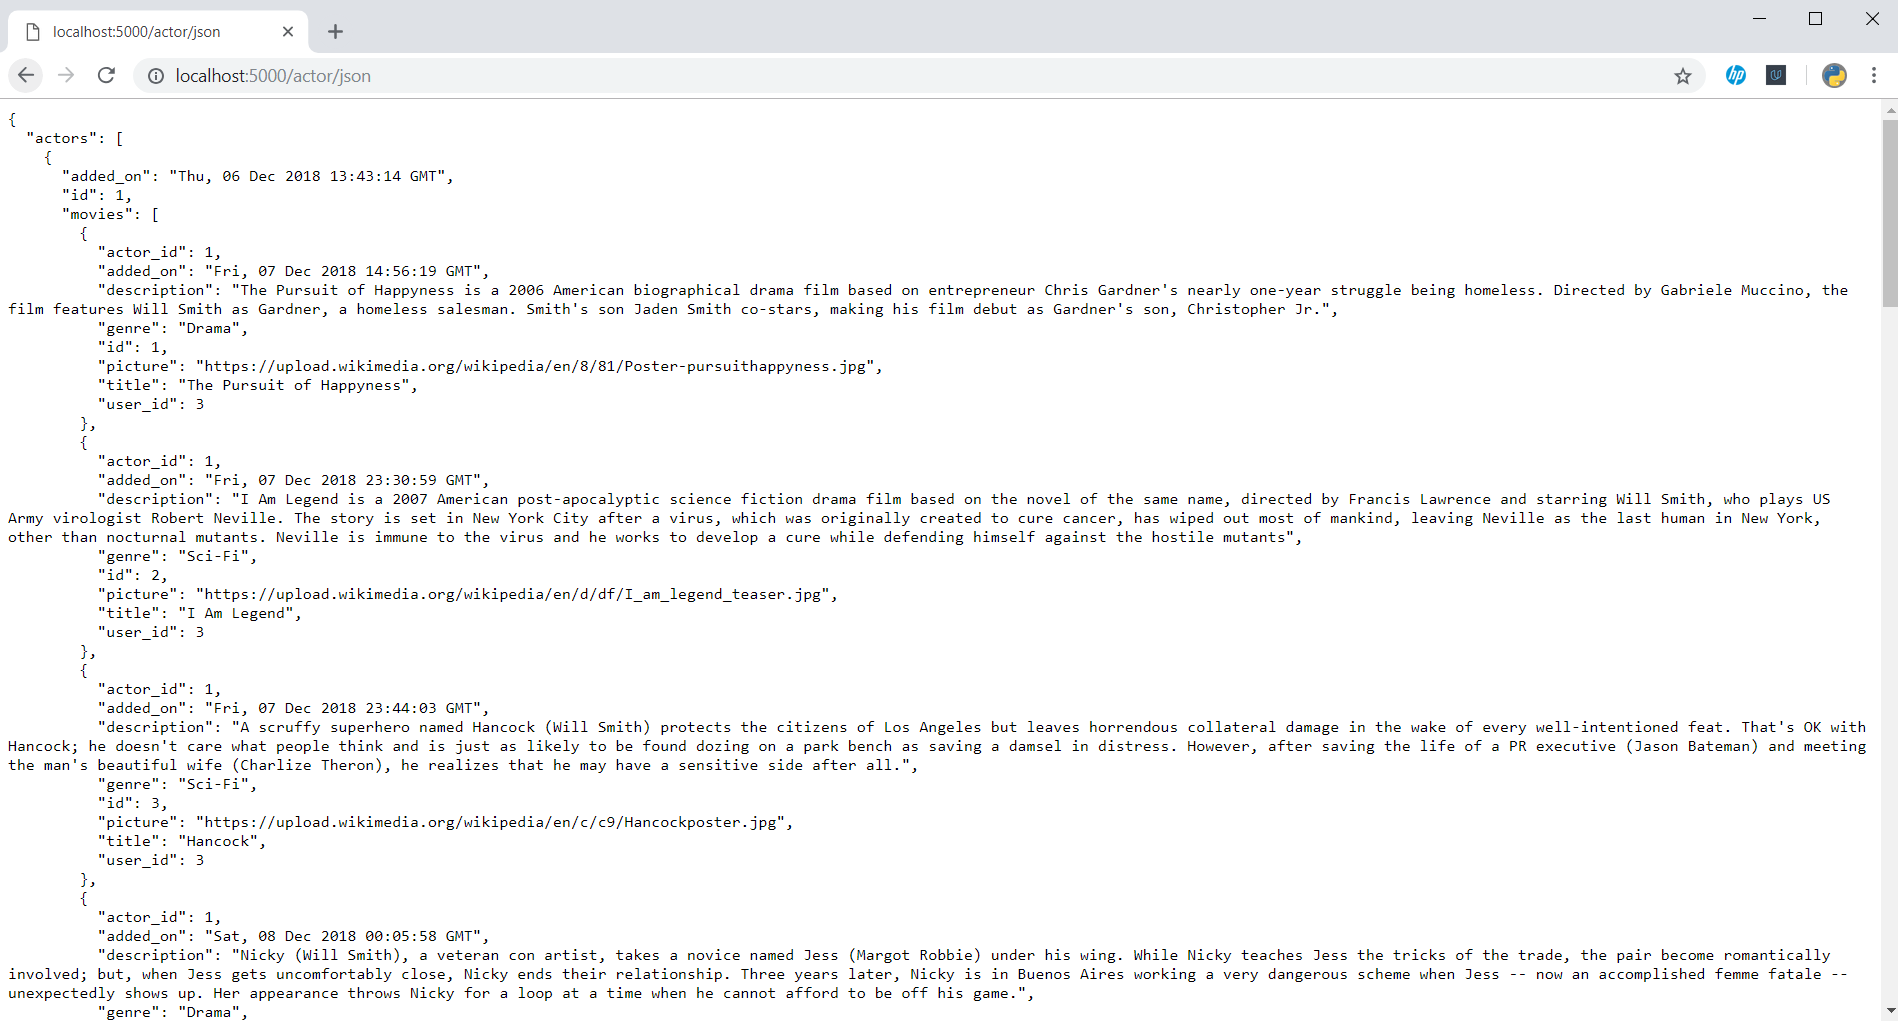 localhost:5000/actor/json
localhost:5000/actor/json
hp
{
  "actors": [
    {
      "added_on": "Thu, 06 Dec 2018 13:43:14 GMT",
      "id": 1,
      "movies": [
        {
          "actor_id": 1,
          "added_on": "Fri, 07 Dec 2018 14:56:19 GMT",
          "description": "The Pursuit of Happyness is a 2006 American biographical drama film based on entrepreneur Chris Gardner's nearly one-year struggle being homeless. Directed by Gabriele Muccino, the
film features Will Smith as Gardner, a homeless salesman. Smith's son Jaden Smith co-stars, making his film debut as Gardner's son, Christopher Jr.",
          "genre": "Drama",
          "id": 1,
          "picture": "https://upload.wikimedia.org/wikipedia/en/8/81/Poster-pursuithappyness.jpg",
          "title": "The Pursuit of Happyness",
          "user_id": 3
        },
        {
          "actor_id": 1,
          "added_on": "Fri, 07 Dec 2018 23:30:59 GMT",
          "description": "I Am Legend is a 2007 American post-apocalyptic science fiction drama film based on the novel of the same name, directed by Francis Lawrence and starring Will Smith, who plays US
Army virologist Robert Neville. The story is set in New York City after a virus, which was originally created to cure cancer, has wiped out most of mankind, leaving Neville as the last human in New York,
other than nocturnal mutants. Neville is immune to the virus and he works to develop a cure while defending himself against the hostile mutants",
          "genre": "Sci-Fi",
          "id": 2,
          "picture": "https://upload.wikimedia.org/wikipedia/en/d/df/I_am_legend_teaser.jpg",
          "title": "I Am Legend",
          "user_id": 3
        },
        {
          "actor_id": 1,
          "added_on": "Fri, 07 Dec 2018 23:44:03 GMT",
          "description": "A scruffy superhero named Hancock (Will Smith) protects the citizens of Los Angeles but leaves horrendous collateral damage in the wake of every well-intentioned feat. That's OK with
Hancock; he doesn't care what people think and is just as likely to be found dozing on a park bench as saving a damsel in distress. However, after saving the life of a PR executive (Jason Bateman) and meeting
the man's beautiful wife (Charlize Theron), he realizes that he may have a sensitive side after all.",
          "genre": "Sci-Fi",
          "id": 3,
          "picture": "https://upload.wikimedia.org/wikipedia/en/c/c9/Hancockposter.jpg",
          "title": "Hancock",
          "user_id": 3
        },
        {
          "actor_id": 1,
          "added_on": "Sat, 08 Dec 2018 00:05:58 GMT",
          "description": "Nicky (Will Smith), a veteran con artist, takes a novice named Jess (Margot Robbie) under his wing. While Nicky teaches Jess the tricks of the trade, the pair become romantically
involved; but, when Jess gets uncomfortably close, Nicky ends their relationship. Three years later, Nicky is in Buenos Aires working a very dangerous scheme when Jess -- now an accomplished femme fatale --
unexpectedly shows up. Her appearance throws Nicky for a loop at a time when he cannot afford to be off his game.",
          "genre": "Drama",